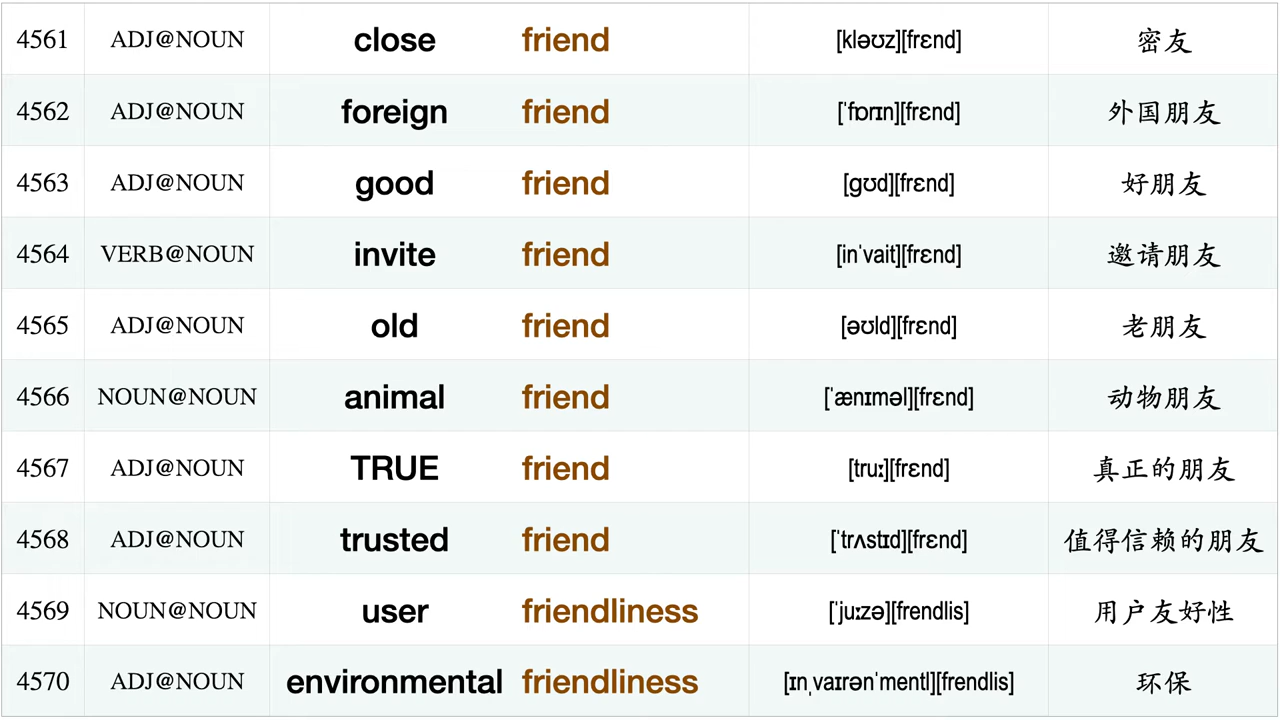 4561 ADJ@NOUN close friend [kləʊz][frɛnd] 密友
4562 ADJ@NOUN foreign friend [ˈfɒrɪn][frɛnd] 外国朋友
4563 ADJ@NOUN good friend [gʊd][frɛnd] 好朋友
4564 VERB@NOUN invite friend [inˈvait][frɛnd] 邀请朋友
4565 ADJ@NOUN old friend [əʊld][frɛnd] 老朋友
4566 NOUN@NOUN animal friend [ˈænɪməl][frɛnd] 动物朋友
4567 ADJ@NOUN TRUE friend [truː][frɛnd] 真正的朋友
4568 ADJ@NOUN trusted friend [ˈtrʌstɪd][frɛnd] 值得信赖的朋友
4569 NOUN@NOUN user friendliness [ˈjuːzə][frendlis] 用户友好性
4570 ADJ@NOUN environmental friendliness [ɪnˌvaɪrənˈmentl][frendlis] 环保